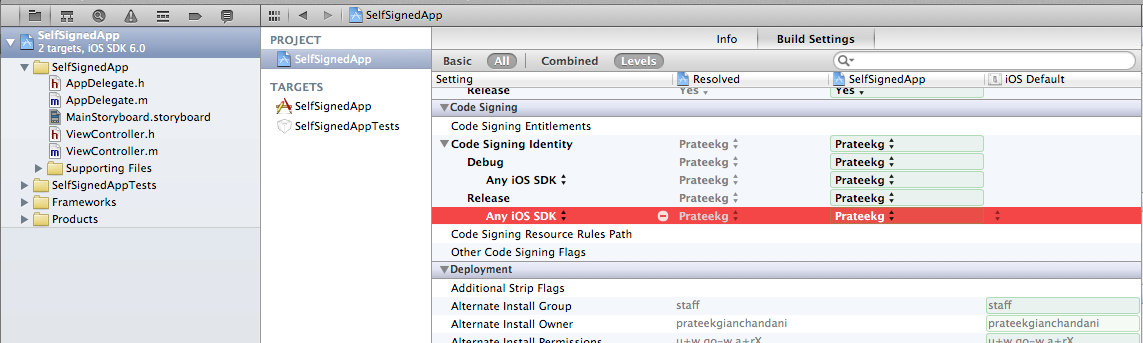 SelfSignedApp
SelfSignedApp
2 targets, iOS SDK 6.0
SelfSignedApp
AppDelegate.h
AppDelegate.m
MainStoryboard.storyboard
ViewController.h
ViewController.m
Supporting Files
SelfSignedAppTests
Frameworks
Products
PROJECT
SelfSignedApp
TARGETS
SelfSignedApp
SelfSignedAppTests
Info Build Settings
Basic All Combined Levels
Setting Resolved SelfSignedApp iOS Default
Release Yes Yes
Code Signing
Code Signing Entitlements
Code Signing Identity Prateekg Prateekg
Debug Prateekg Prateekg
Any iOS SDK Prateekg Prateekg
Release Prateekg Prateekg
Any iOS SDK Prateekg Prateekg
Code Signing Resource Rules Path
Other Code Signing Flags
Deployment
Additional Strip Flags
Alternate Install Group staff staff
Alternate Install Owner prateekgianchandani prateekgianchandani
Alternate Install Permissions u+w,go-w,a+rX u+w,go-w,a+rX